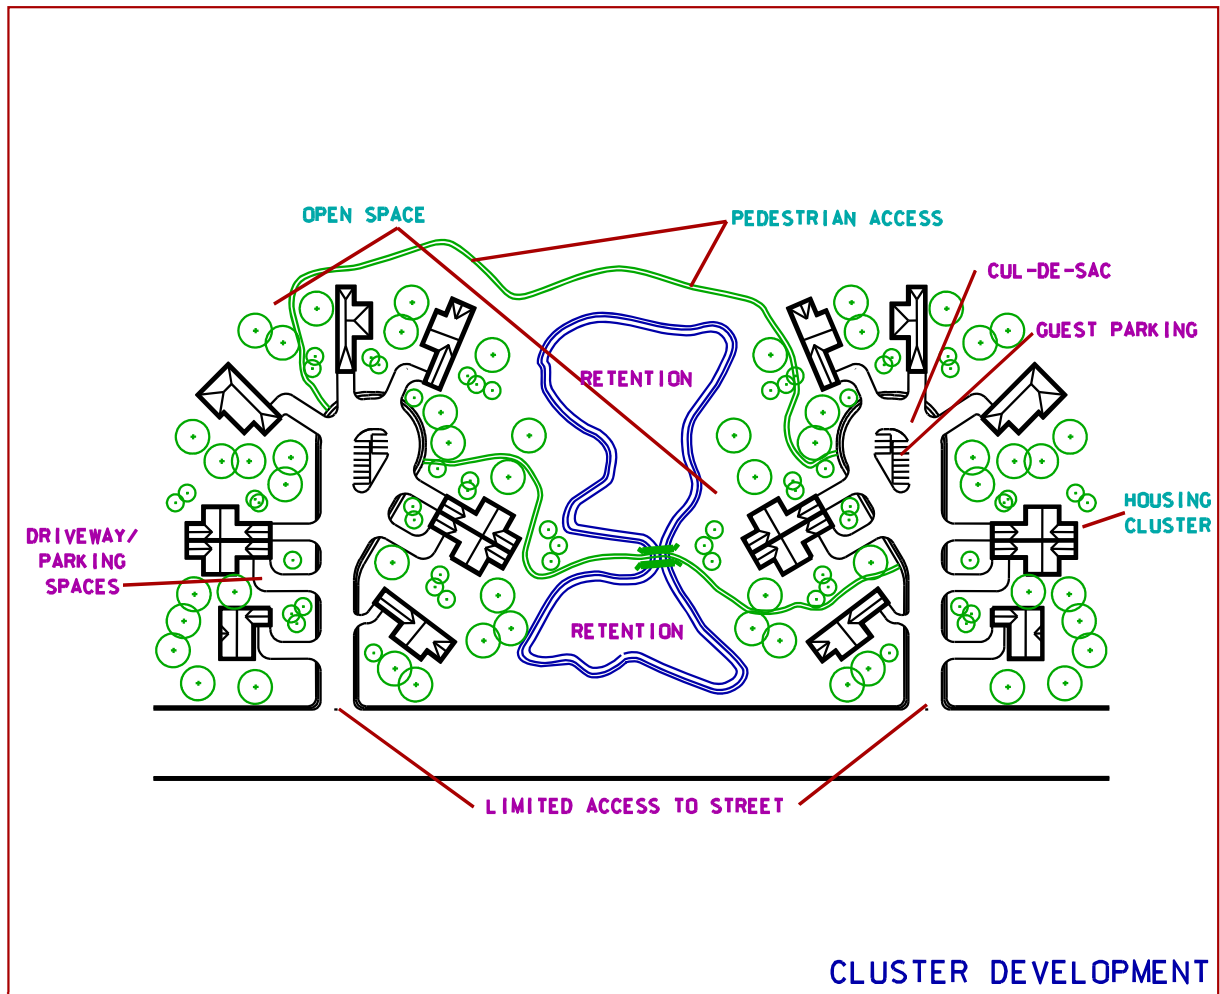 OPEN SPACE
PEDESTRIAN ACCESS
CUL-DE-SAC
GUEST PARKING
RETENTION
HOUSING
CLUSTER
DRIVEWAY/
PARKING
SPACES
RETENTION
LIMITED ACCESS TO STREET
CLUSTER DEVELOPMENT